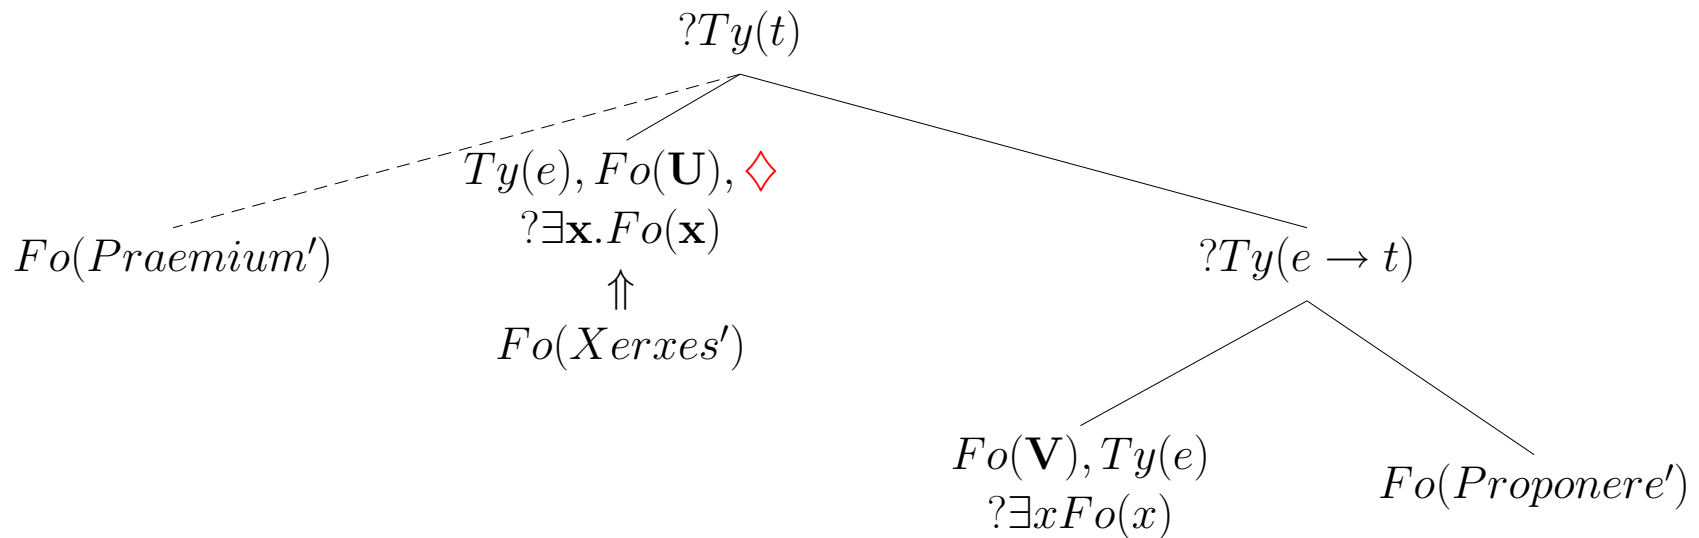 ?Ty(t)
Ty(e), Fo(U), ♢
?∃x.Fo(x)
Fo(Praemium′)
?Ty(e → t)
⇑
Fo(Xerxes′)
Fo(V), Ty(e)
?∃xFo(x)
Fo(Proponere′)